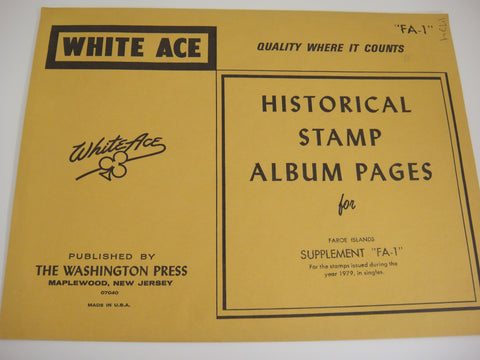 WHITE ACE
"FA-1"
QUALITY WHERE IT COUNTS
White Ace
PUBLISHED BY
THE WASHINGTON PRESS
MAPLEWOOD, NEW JERSEY
07040
MADE IN U.S.A.
HISTORICAL
STAMP
ALBUM PAGES
for
FAROE ISLANDS
SUPPLEMENT "FA-1"
For the stamps issued during the
year 1979, in singles.